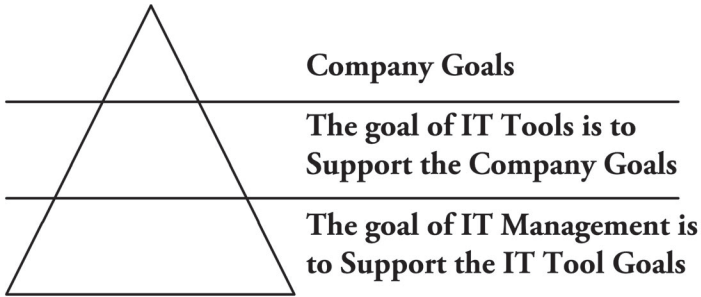 Company Goals
The goal of IT Tools is to
Support the Company Goals
The goal of IT Management is
to Support the IT Tool Goals